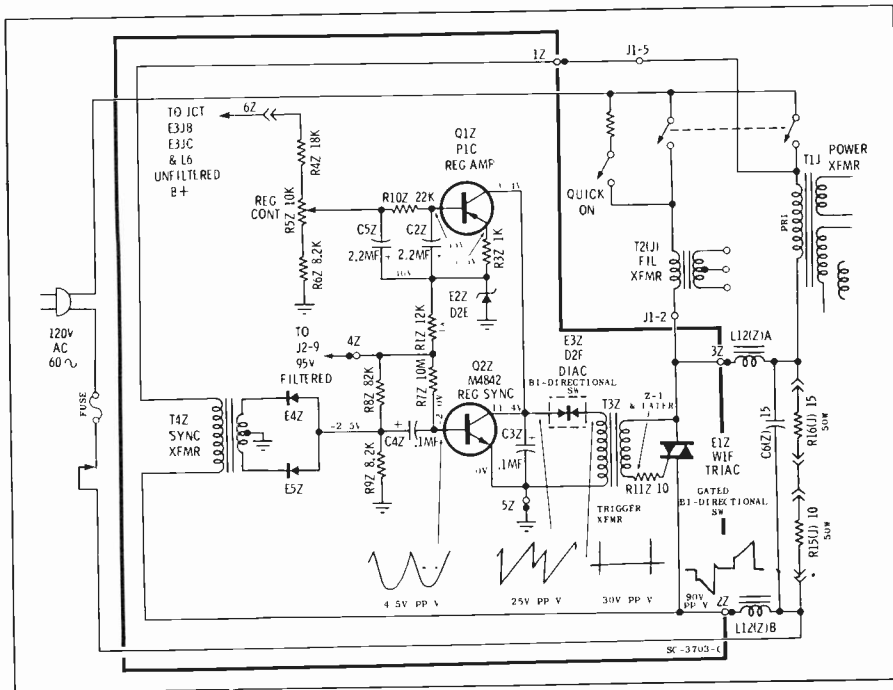 1Z
J1-5
TO JCT
E3JB
E3JC
& L6
UNFILTERED
B+
6Z
R4Z 18K
REG
CONT
R5Z 10K
R6Z 8.2K
Q1Z
P1C
REG AMP
R10Z 22K
C5Z
2.2MF
C2Z
2.2MF
R3Z 1K
E2Z
D2E
R1Z 12K
QUICK
ON
T1J
POWER
XFMR
PRI
T2(J)
FIL
XFMR
J1-2
120V
AC
60~
FUSE
TO
J2-9
95V
FILTERED
4Z
R8Z 82K
R7Z 10M
Q2Z
M4842
REG SYNC
E3Z
D2F
DIAC
BI-DIRECTIONAL
SW
T3Z
Z-1
& LATER
3Z
L12(Z)A
T4Z
SYNC
XFMR
E4Z
E5Z
-2.5V
C4Z
.1MF
R9Z 8.2K
C3Z
.1MF
0V
5Z
R11Z 10
TRIGGER
XFMR
E1Z
W1F
TRIAC
GATED
BI-DIRECTIONAL
SW
C6(Z) .15
R16(J) 15
50W
R15(J) 10
50W
4.5V PP V
25V PP V
30V PP V
90V
PP V
2Z
L12(Z)B